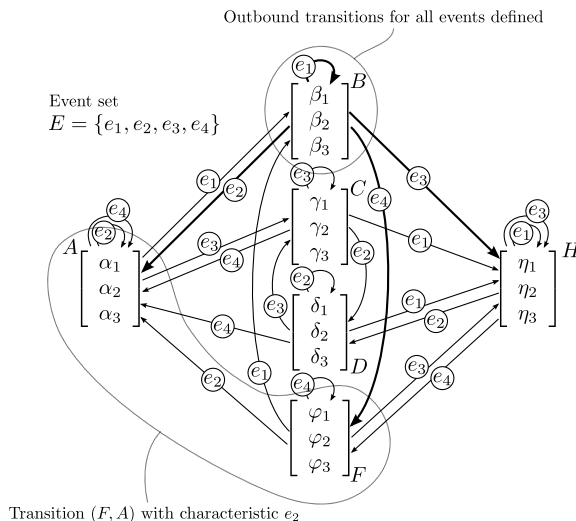 Outbound transitions for all events defined
Event set
E = {e₁, e₂, e₃, e₄}
e₁
B
β₁
β₂
β₃
e₁
e₂
e₃
e₄
e₃
C
γ₁
γ₂
γ₃
e₄
e₂
A
α₁
α₂
α₃
e₃
e₄
e₁
e₂
e₃
e₁
H
η₁
η₂
η₃
e₂
e₃
D
δ₁
δ₂
δ₃
e₁
e₂
e₄
e₂
e₁
e₄
F
φ₁
φ₂
φ₃
e₃
e₄
Transition (F, A) with characteristic e₂